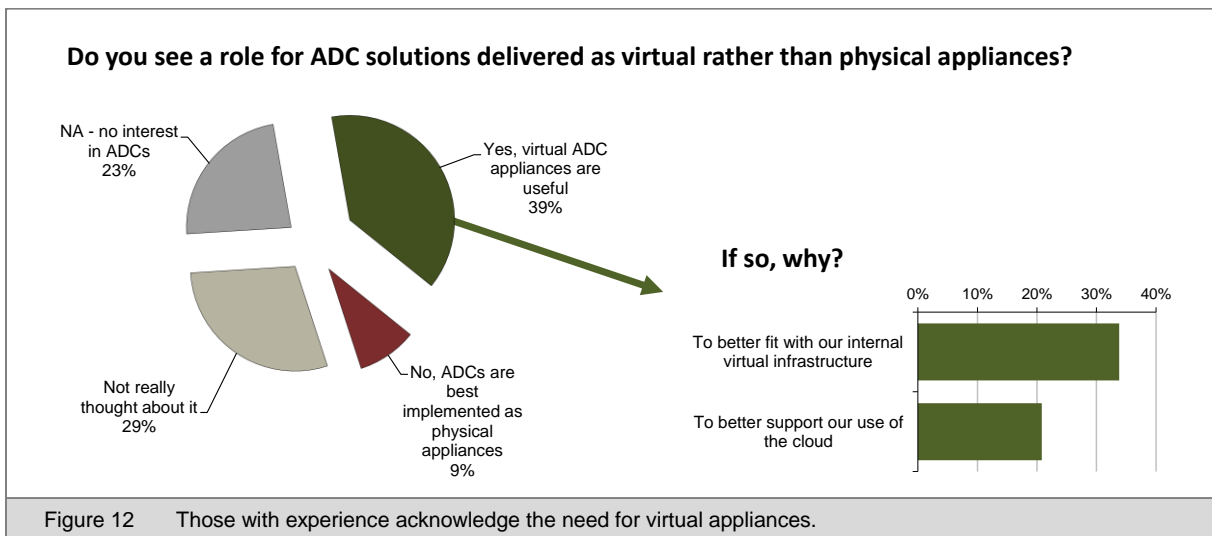 Do you see a role for ADC solutions delivered as virtual rather than physical appliances?
NA - no interest
in ADCs
23%
Yes, virtual ADC
appliances are
useful
39%
Not really
thought about it
29%
No, ADCs are
best
implemented as
physical
appliances
9%
If so, why?
0% 10% 20% 30% 40%
To better fit with our internal
virtual infrastructure
To better support our use of
the cloud
Figure 12 Those with experience acknowledge the need for virtual appliances.